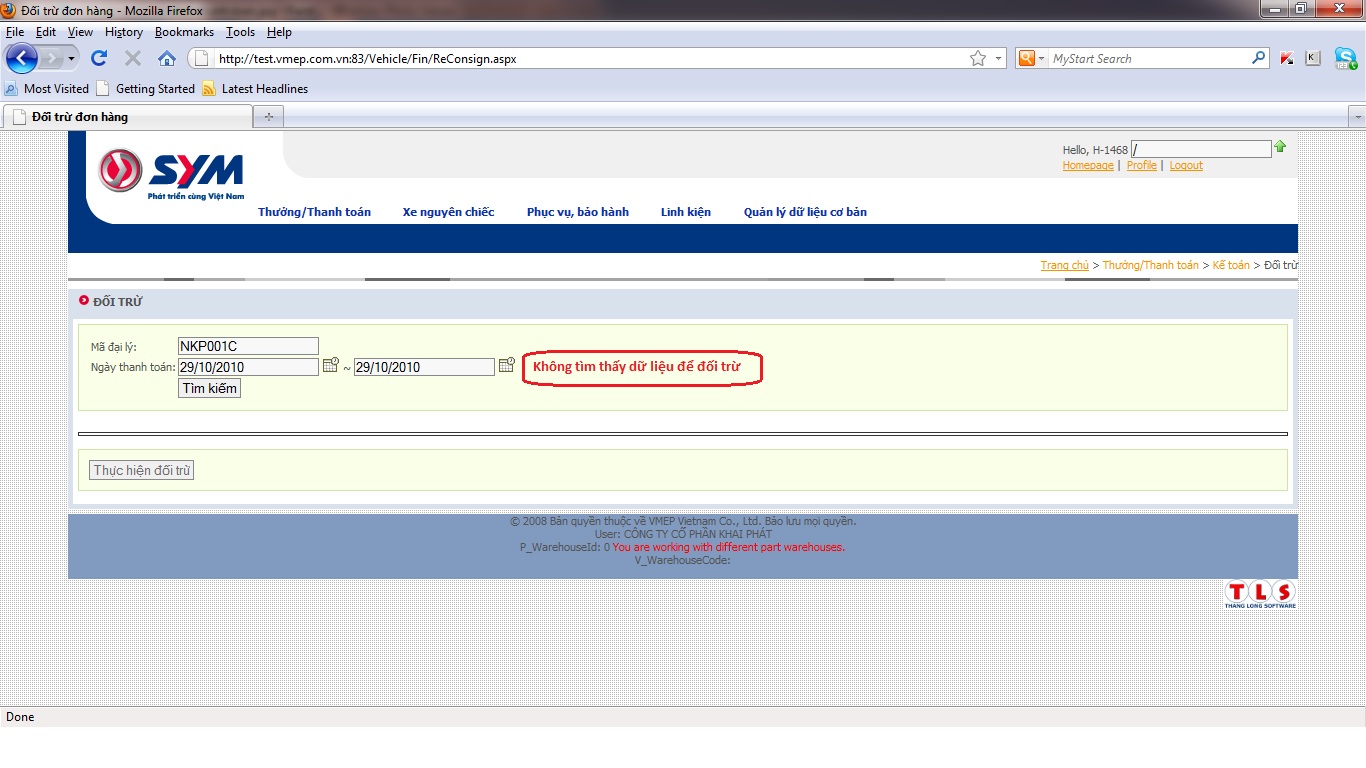 Đối trừ đơn hàng - Mozilla Firefox
File Edit View History Bookmarks Tools Help
http://test.vmep.com.vn:83/Vehicle/Fin/ReConsign.aspx
MyStart Search
K
S 123
Most Visited Getting Started Latest Headlines
Đối trừ đơn hàng
SYM
Phát triển cùng Việt Nam
Hello, H-1468 /
Homepage | Profile | Logout
Thưởng/Thanh toán Xe nguyên chiếc Phục vụ, bảo hành Linh kiện Quản lý dữ liệu cơ bản
Trang chủ > Thưởng/Thanh toán > Kế toán > Đối trừ
ĐỐI TRỪ
Mã đại lý: NKP001C
Ngày thanh toán: 29/10/2010 ~ 29/10/2010 Không tìm thấy dữ liệu để đối trừ
Tìm kiếm
Thực hiện đối trừ
© 2008 Bản quyền thuộc về VMEP Vietnam Co., Ltd. Bảo lưu mọi quyền.
User: CÔNG TY CỔ PHẦN KHAI PHÁT
P_WarehouseId: 0 You are working with different part warehouses.
V_WarehouseCode:
TLS
THANG LONG SOFTWARE
Done